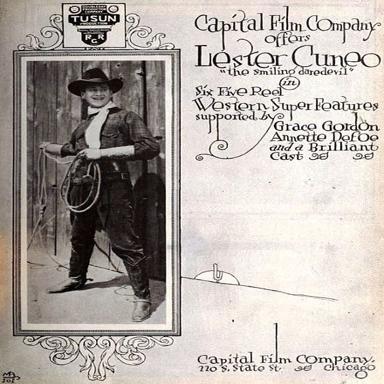 TUSUN
Capital Film Company
offers
Lester Cuneo
"the smiling daredevil"
in
Six Five Reel
Western Super Features
supported by
Grace Gordon
Annette DeFoe
and a Brilliant
Cast
Capital Film Company.
220 S. State St. Chicago